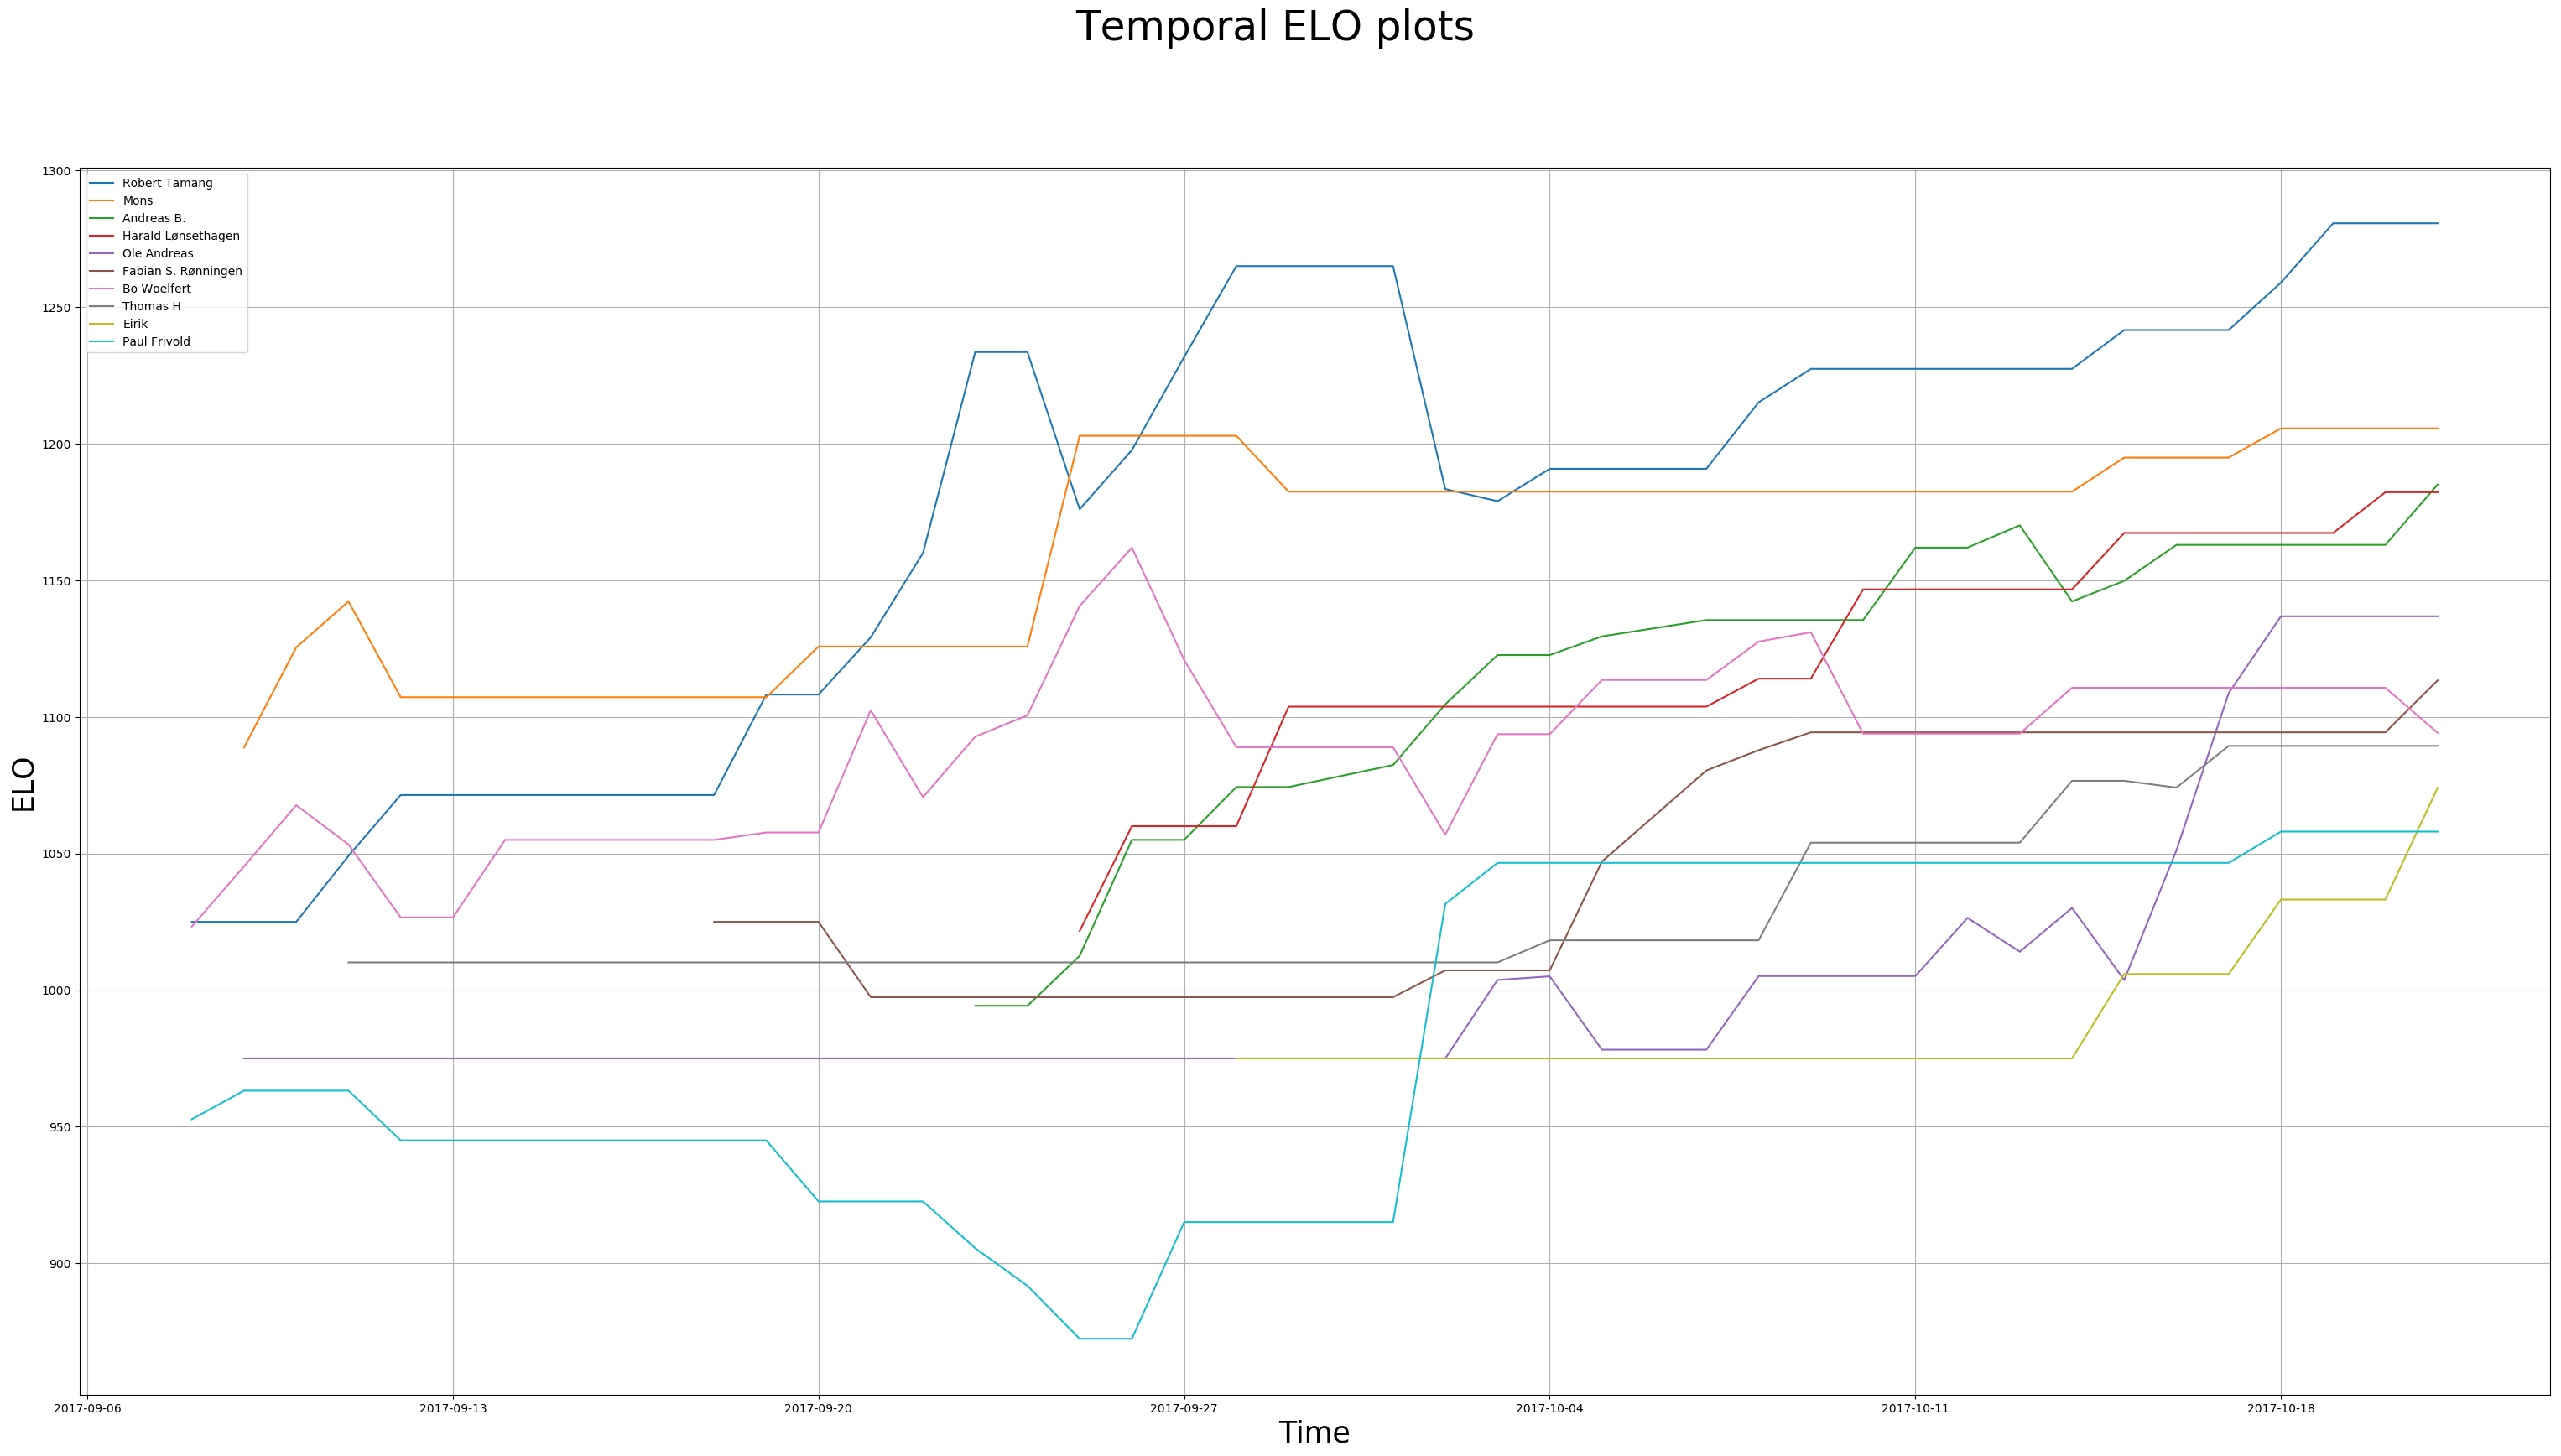 Temporal ELO plots
1300
1250
1200
1150
1100
1050
1000
950
900
ELO
Robert Tamang
Mons
Andreas B.
Harald Lønsethagen
Ole Andreas
Fabian S. Rønningen
Bo Woelfert
Thomas H
Eirik
Paul Frivold
2017-09-06 2017-09-13 2017-09-20 2017-09-27 2017-10-04 2017-10-11 2017-10-18
Time